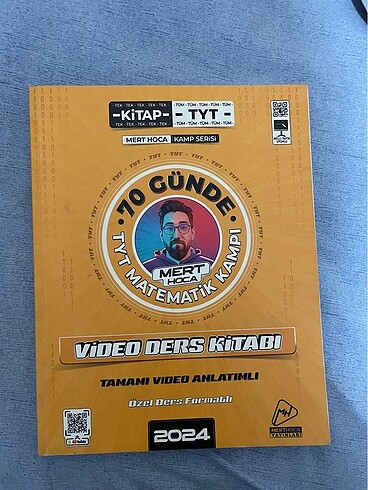 - TEK - TEK - TEK - TEK - TEK -
-KİTAP-
- TEK - TEK - TEK - TEK - TEK -
- TÜM - TÜM - TÜM - TÜM - TÜM -
- TYT -
- TÜM - TÜM - TÜM - TÜM - TÜM -
MERT HOCA KAMP SERİSİ
70 GÜNDE
TYT MATEMATİK KAMPI
MERT
HOCA
VİDEO DERS KİTABI
TAMAMI VİDEO ANLATIMLI
Özel Ders Formatlı
2024
MH
MERTHOCA
YAYINLARI